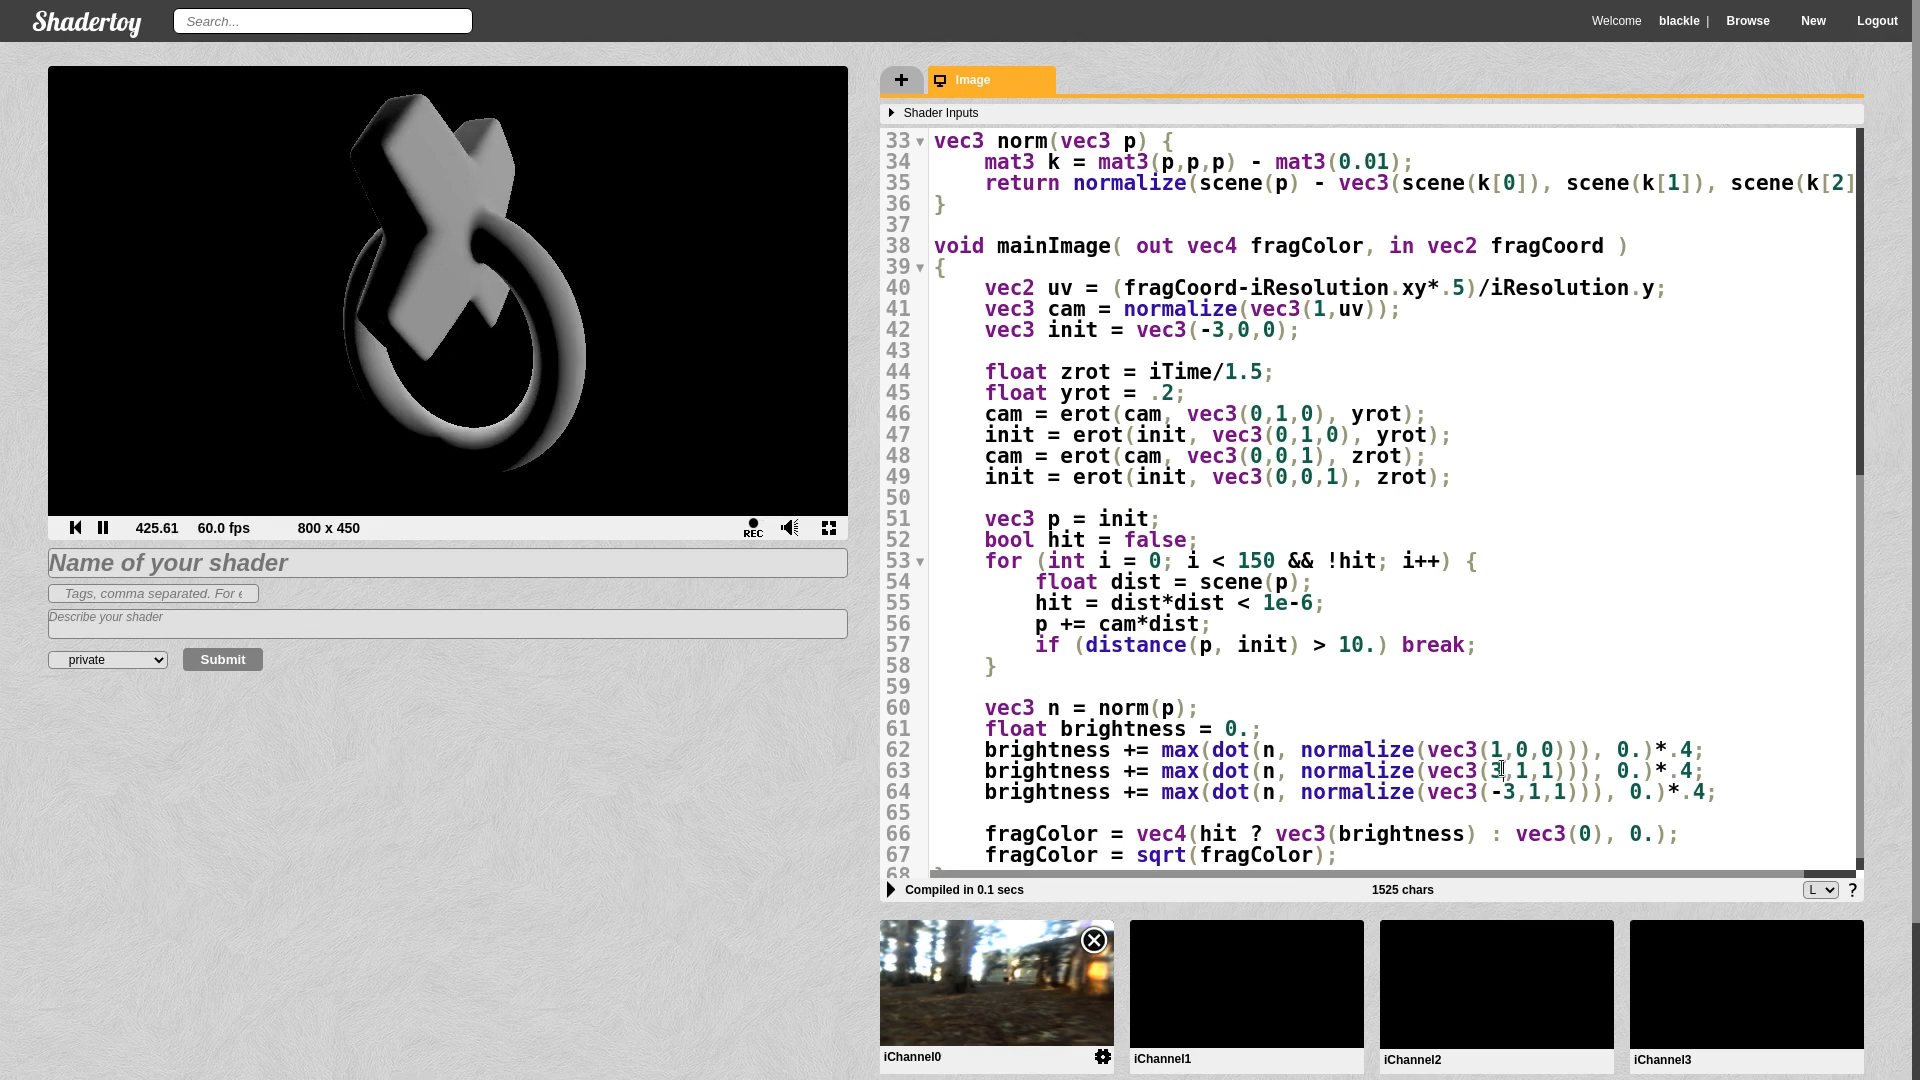 Shadertoy
Search...
Welcome blackle | Browse New Logout
+ Image
Shader Inputs
33 vec3 norm(vec3 p) {
34 mat3 k = mat3(p,p,p) - mat3(0.01);
35 return normalize(scene(p) - vec3(scene(k[0]), scene(k[1]), scene(k[2]
36 }
37
38 void mainImage( out vec4 fragColor, in vec2 fragCoord )
39 {
40 vec2 uv = (fragCoord-iResolution.xy*.5)/iResolution.y;
41 vec3 cam = normalize(vec3(1,uv));
42 vec3 init = vec3(-3,0,0);
43
44 float zrot = iTime/1.5;
45 float yrot = .2;
46 cam = erot(cam, vec3(0,1,0), yrot);
47 init = erot(init, vec3(0,1,0), yrot);
48 cam = erot(cam, vec3(0,0,1), zrot);
49 init = erot(init, vec3(0,0,1), zrot);
50
51 vec3 p = init;
52 bool hit = false;
53 for (int i = 0; i < 150 && !hit; i++) {
54 float dist = scene(p);
55 hit = dist*dist < 1e-6;
56 p += cam*dist;
57 if (distance(p, init) > 10.) break;
58 }
59
60 vec3 n = norm(p);
61 float brightness = 0.;
62 brightness += max(dot(n, normalize(vec3(1,0,0))), 0.)*.4;
63 brightness += max(dot(n, normalize(vec3(3,1,1))), 0.)*.4;
64 brightness += max(dot(n, normalize(vec3(-3,1,1))), 0.)*.4;
65
66 fragColor = vec4(hit ? vec3(brightness) : vec3(0), 0.);
67 fragColor = sqrt(fragColor);
68 }
Compiled in 0.1 secs 1525 chars L ?
425.61 60.0 fps 800 x 450 REC
Name of your shader
Tags, comma separated. For e
Describe your shader
private Submit
iChannel0 iChannel1 iChannel2 iChannel3